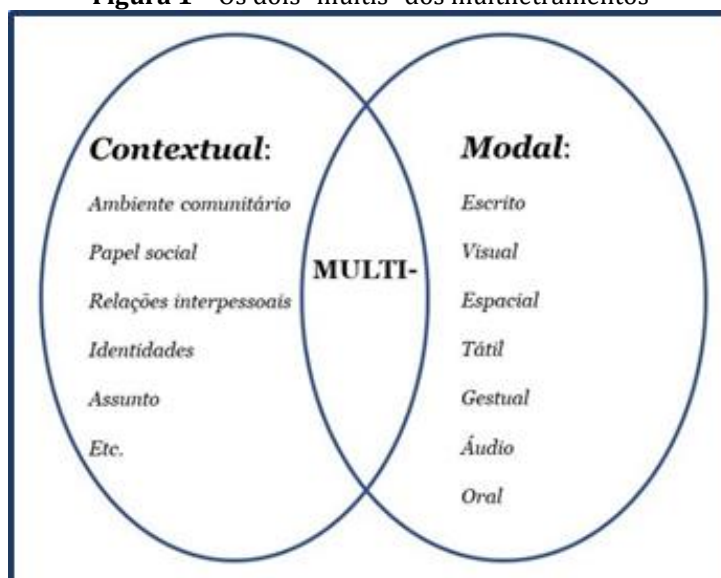 Figura 1 – Os dois "multis" dos multiletramentos
Contextual:
Ambiente comunitário
Papel social
Relações interpessoais
Identidades
Assunto
Etc.
MULTI-
Modal:
Escrito
Visual
Espacial
Tátil
Gestual
Áudio
Oral